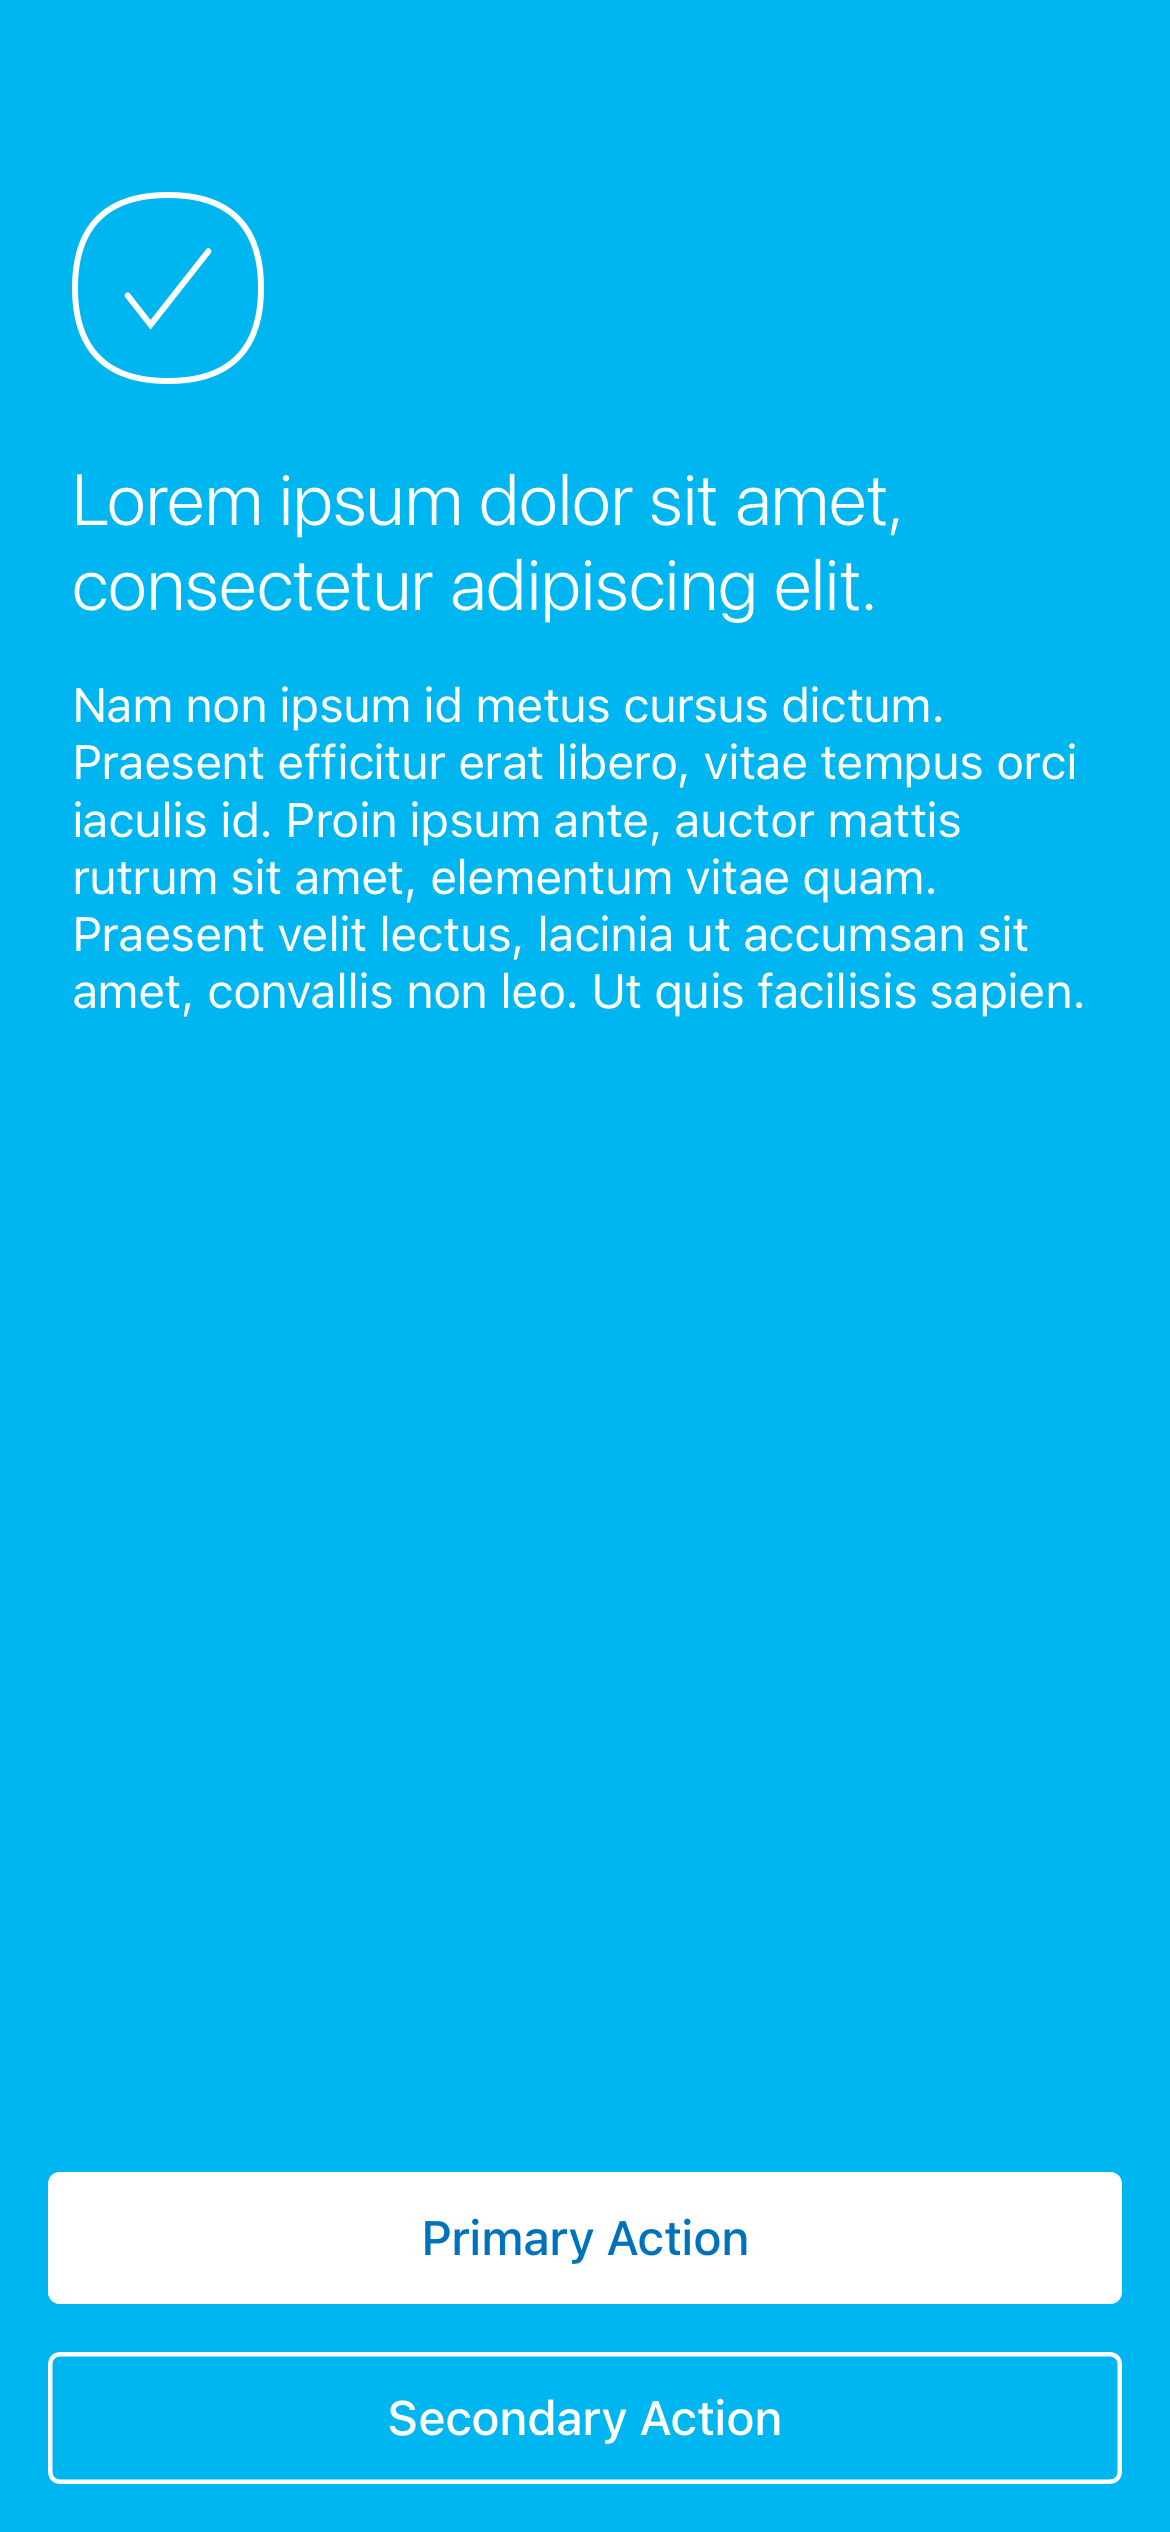 Lorem ipsum dolor sit amet,
consectetur adipiscing elit.
Nam non ipsum id metus cursus dictum.
Praesent efficitur erat libero, vitae tempus orci
iaculis id. Proin ipsum ante, auctor mattis
rutrum sit amet, elementum vitae quam.
Praesent velit lectus, lacinia ut accumsan sit
amet, convallis non leo. Ut quis facilisis sapien.
Primary Action
Secondary Action